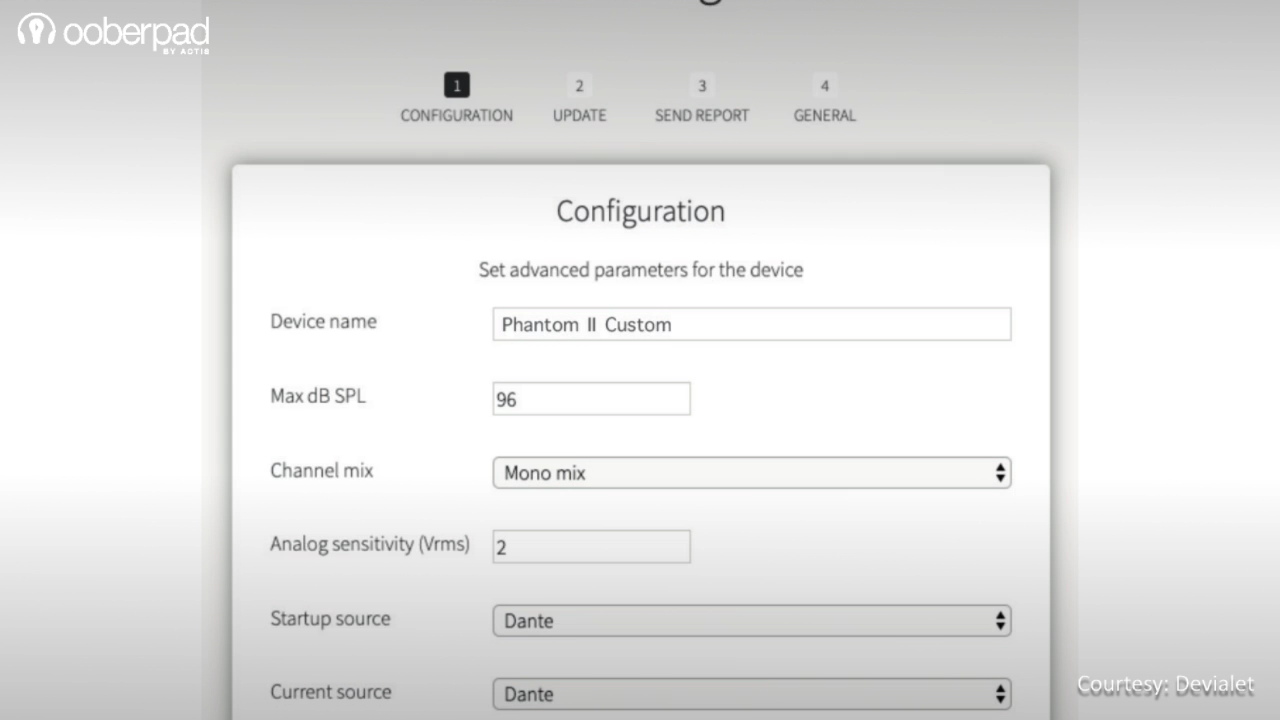 ooberpad
BY ACTIS
1 2 3 4
CONFIGURATION UPDATE SEND REPORT GENERAL
Configuration
Set advanced parameters for the device
Device name Phantom II Custom
Max dB SPL 96
Channel mix Mono mix
Analog sensitivity (Vrms) 2
Startup source Dante
Current source Dante
Courtesy: Devialet